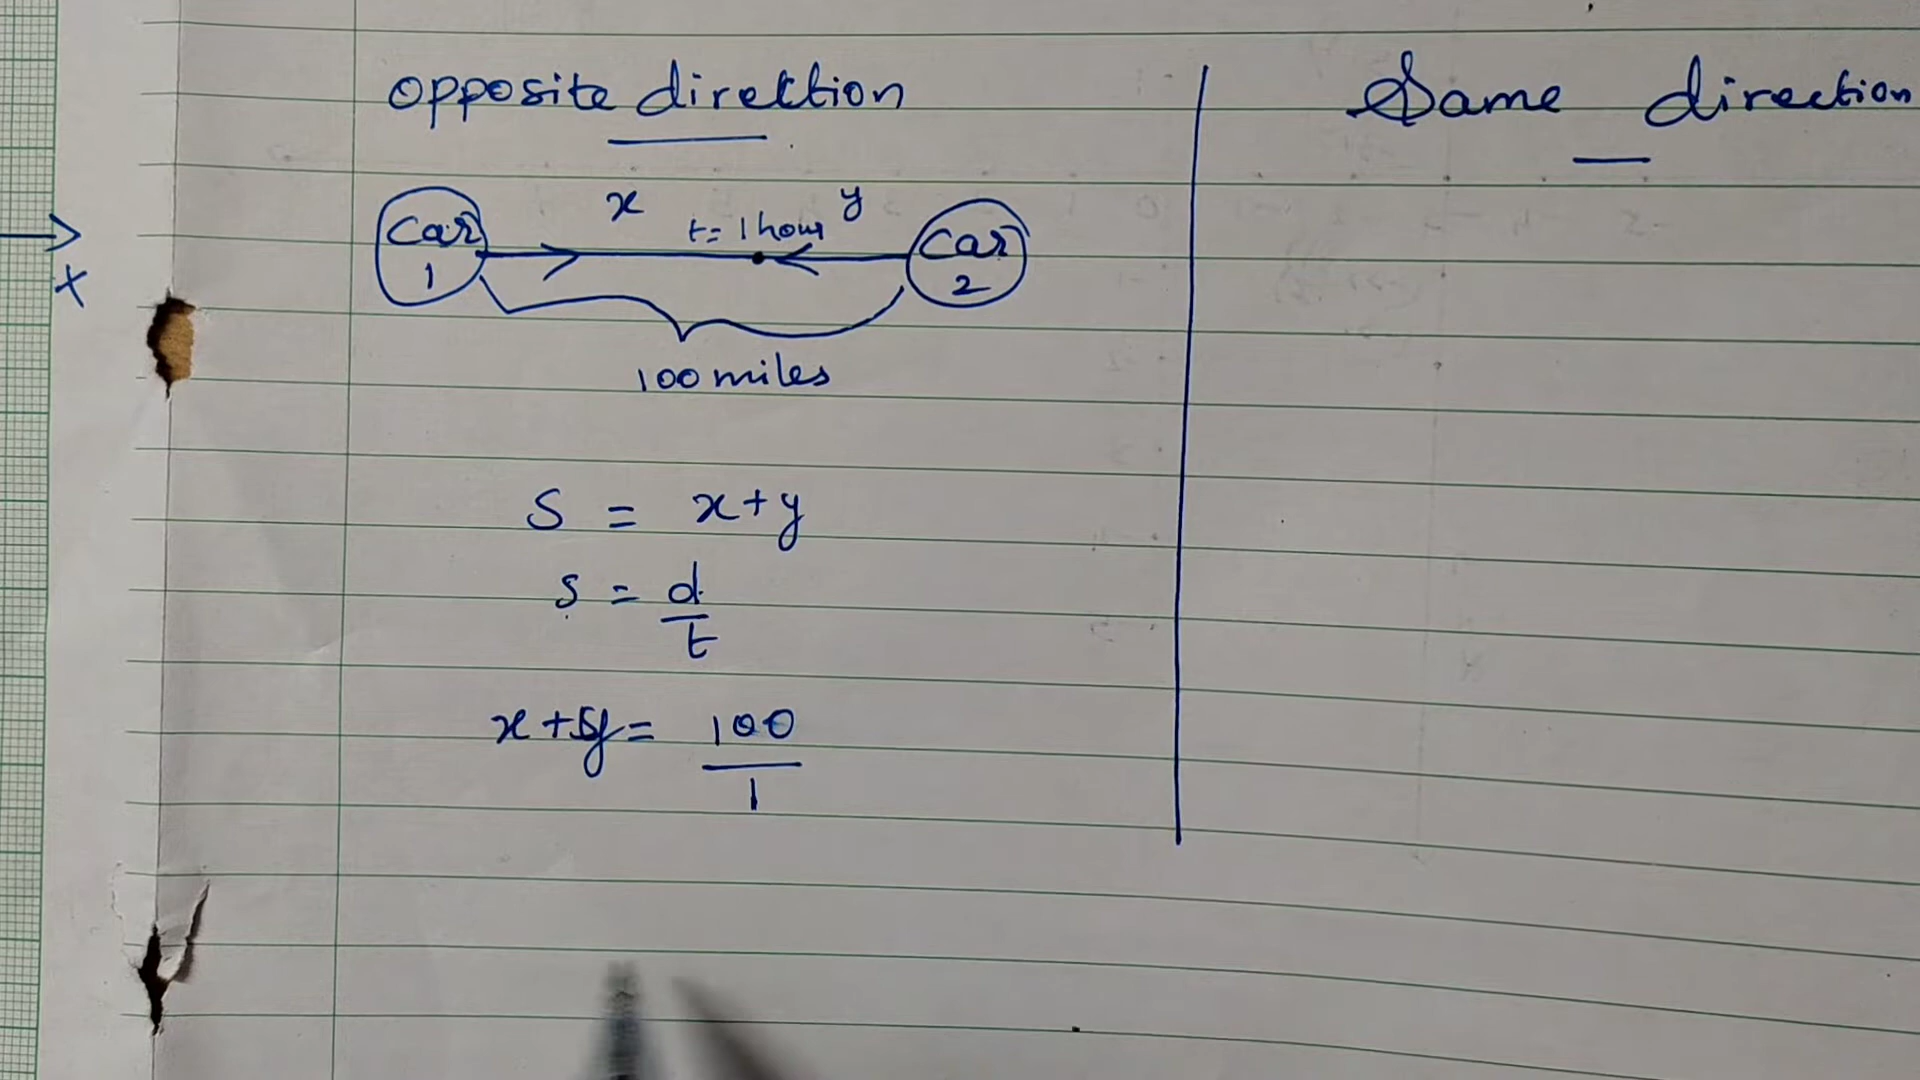 opposite direction
Same direction
x
y
t= 1 hour
Car 1
Car 2
X
100 miles
S = x+y
s = d/t
x+y= 100/1